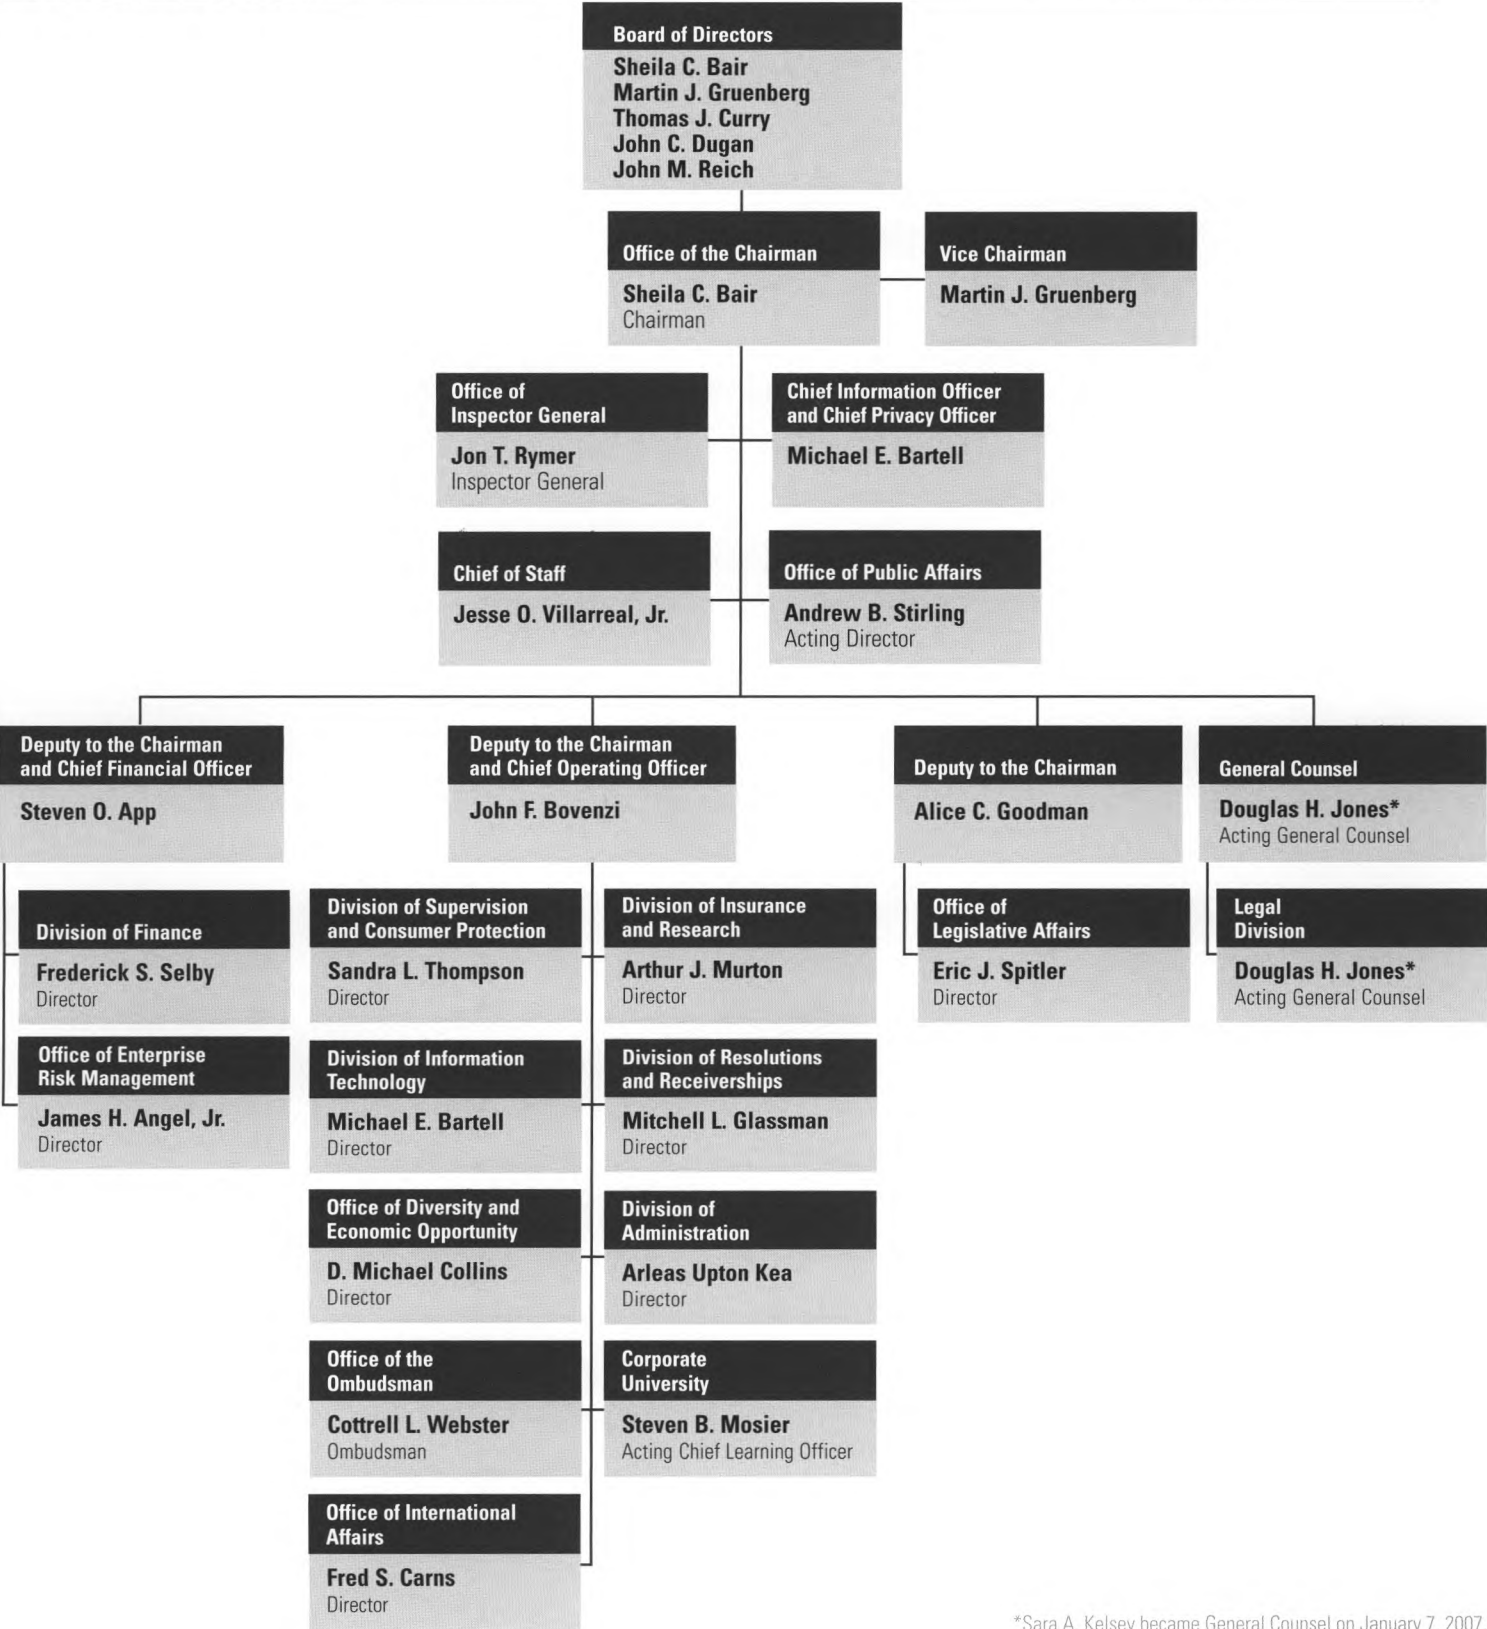 Board of Directors
Sheila C. Bair
Martin J. Gruenberg
Thomas J. Curry
John C. Dugan
John M. Reich
Office of the Chairman
Sheila C. Bair
Chairman
Vice Chairman
Martin J. Gruenberg
Office of
Inspector General
Jon T. Rymer
Inspector General
Chief Information Officer
and Chief Privacy Officer
Michael E. Bartell
Chief of Staff
Jesse O. Villarreal, Jr.
Office of Public Affairs
Andrew B. Stirling
Acting Director
Deputy to the Chairman
and Chief Financial Officer
Steven O. App
Deputy to the Chairman
and Chief Operating Officer
John F. Bovenzi
Deputy to the Chairman
Alice C. Goodman
General Counsel
Douglas H. Jones*
Acting General Counsel
Division of Finance
Frederick S. Selby
Director
Division of Supervision
and Consumer Protection
Sandra L. Thompson
Director
Division of Insurance
and Research
Arthur J. Murton
Director
Office of
Legislative Affairs
Eric J. Spitler
Director
Legal
Division
Douglas H. Jones*
Acting General Counsel
Office of Enterprise
Risk Management
James H. Angel, Jr.
Director
Division of Information
Technology
Michael E. Bartell
Director
Division of Resolutions
and Receiverships
Mitchell L. Glassman
Director
Office of Diversity and
Economic Opportunity
D. Michael Collins
Director
Division of
Administration
Arleas Upton Kea
Director
Office of the
Ombudsman
Cottrell L. Webster
Ombudsman
Corporate
University
Steven B. Mosier
Acting Chief Learning Officer
Office of International
Affairs
Fred S. Carns
Director
*Sara A. Kelsey became General Counsel on January 7, 2007